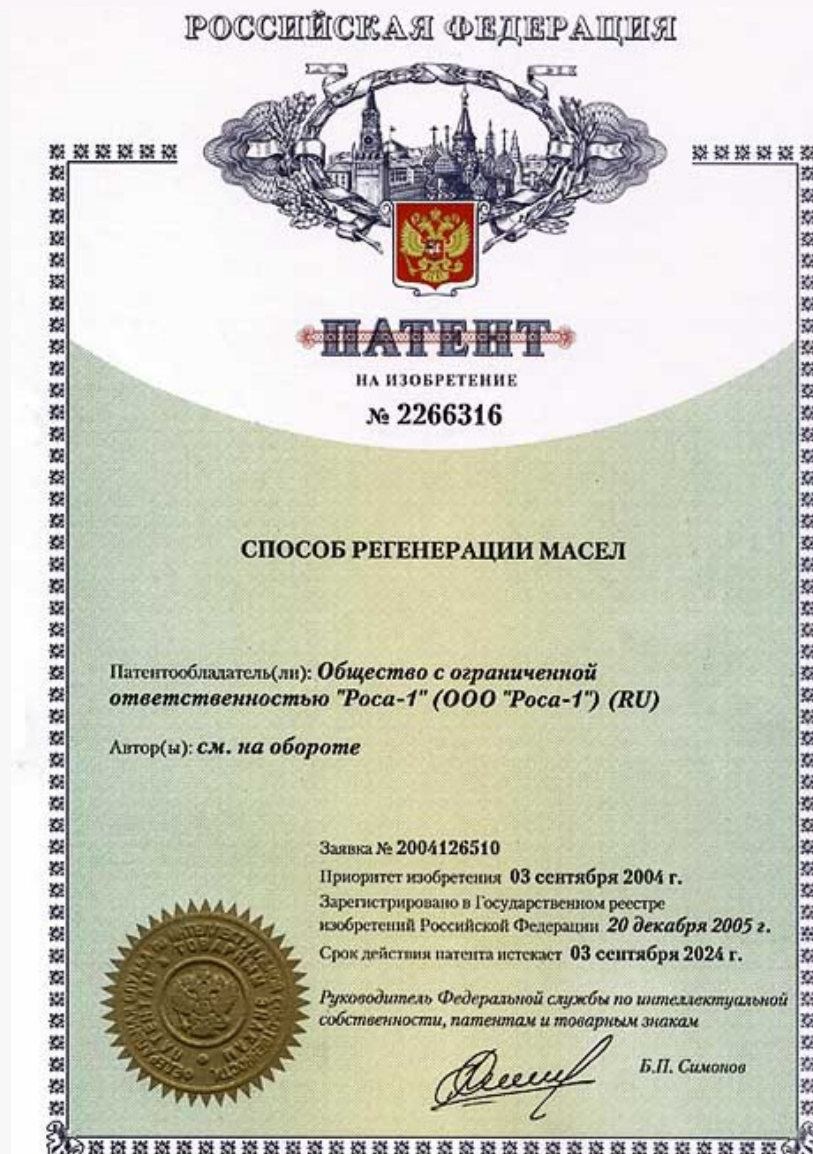 РОССИЙСКАЯ ФЕДЕРАЦИЯ
ПАТЕНТ
НА ИЗОБРЕТЕНИЕ
№ 2266316
СПОСОБ РЕГЕНЕРАЦИИ МАСЕЛ
Патентообладатель(ли): Общество с ограниченной
ответственностью "Роса-1" (ООО "Роса-1") (RU)
Автор(ы): см. на обороте
Заявка № 2004126510
Приоритет изобретения 03 сентября 2004 г.
Зарегистрировано в Государственном реестре
изобретений Российской Федерации 20 декабря 2005 г.
Срок действия патента истекает 03 сентября 2024 г.
Руководитель Федеральной службы по интеллектуальной
собственности, патентам и товарным знакам
Б.П. Симонов